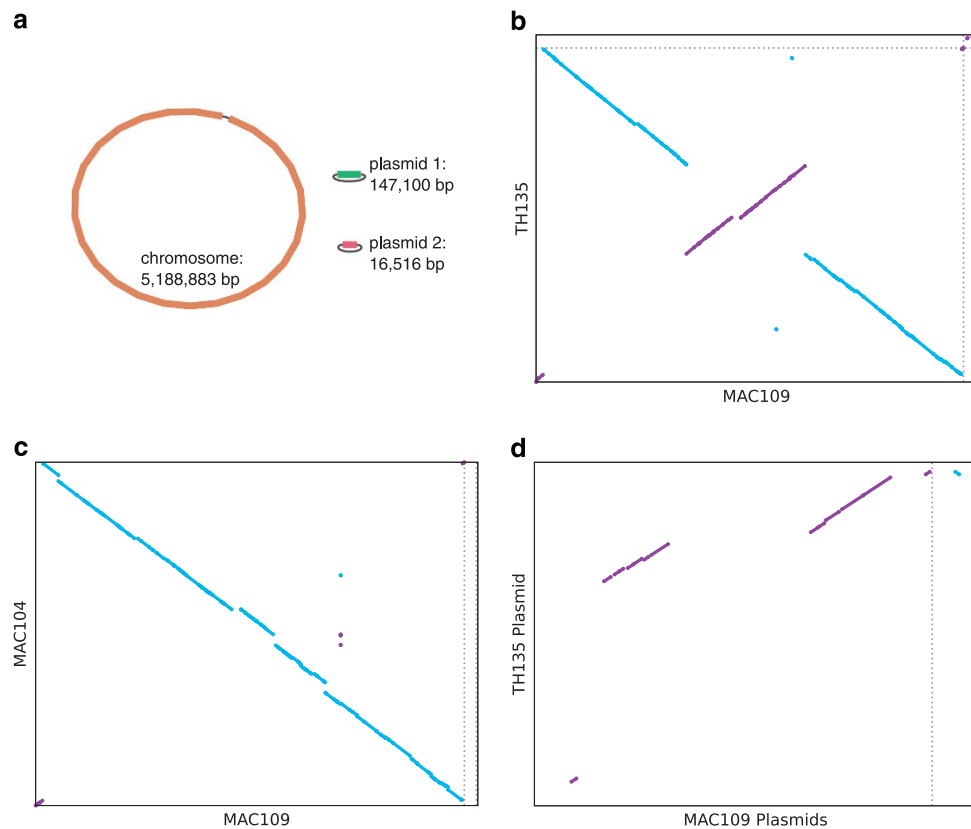 a
plasmid 1:
147,100 bp
plasmid 2:
16,516 bp
chromosome:
5,188,883 bp
b
TH135
MAC109
c
MAC104
MAC109
d
TH135 Plasmid
MAC109 Plasmids